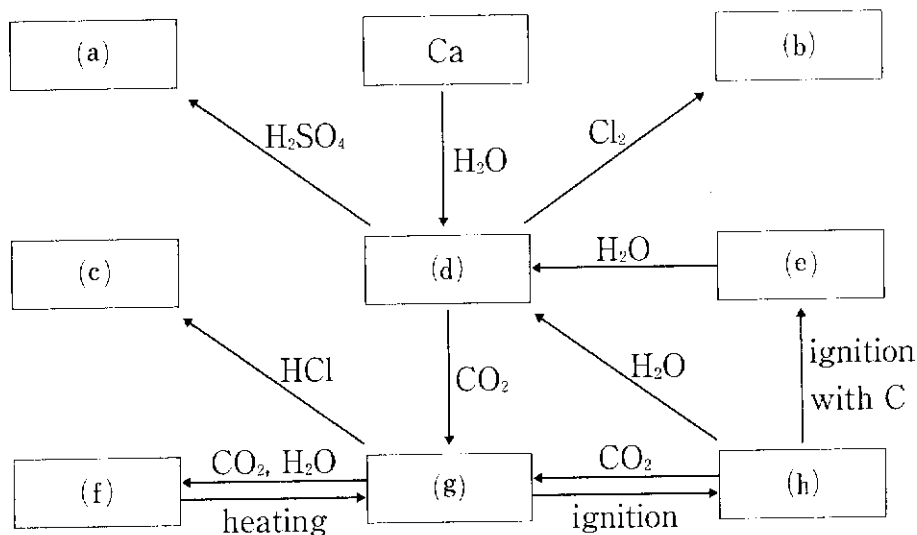 (a)
Ca
(b)
H₂SO₄
H₂O
Cl₂
(c)
(d)
H₂O
(e)
HCl
CO₂
H₂O
ignition
with C
(f)
CO₂, H₂O
heating
(g)
CO₂
ignition
(h)